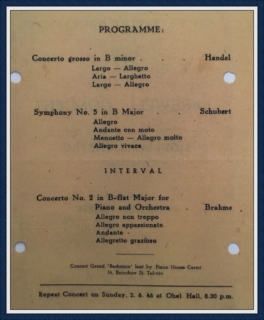 PROGRAMME:
Concerto grosso in B minor . Handel
Largo — Allegro
Aria — Larghetto
Largo . Allegro
Symphony No. 5 in B Major . Schubert
Allegro
Andante con moto
Menuetto — Allegro molto
Allegro vivace
INTERVAL
Concerto No. 2 in B-flat Major for
Piano and Orchestra . Brahms
Allegro non troppo
Allegro appassionato
Andante
Allegretto grazioso
Concert Grand lent by Piano House
Repeat Concert on Sunday, 2. 6. 46 at Ohel Hall, 8.30 p.m.